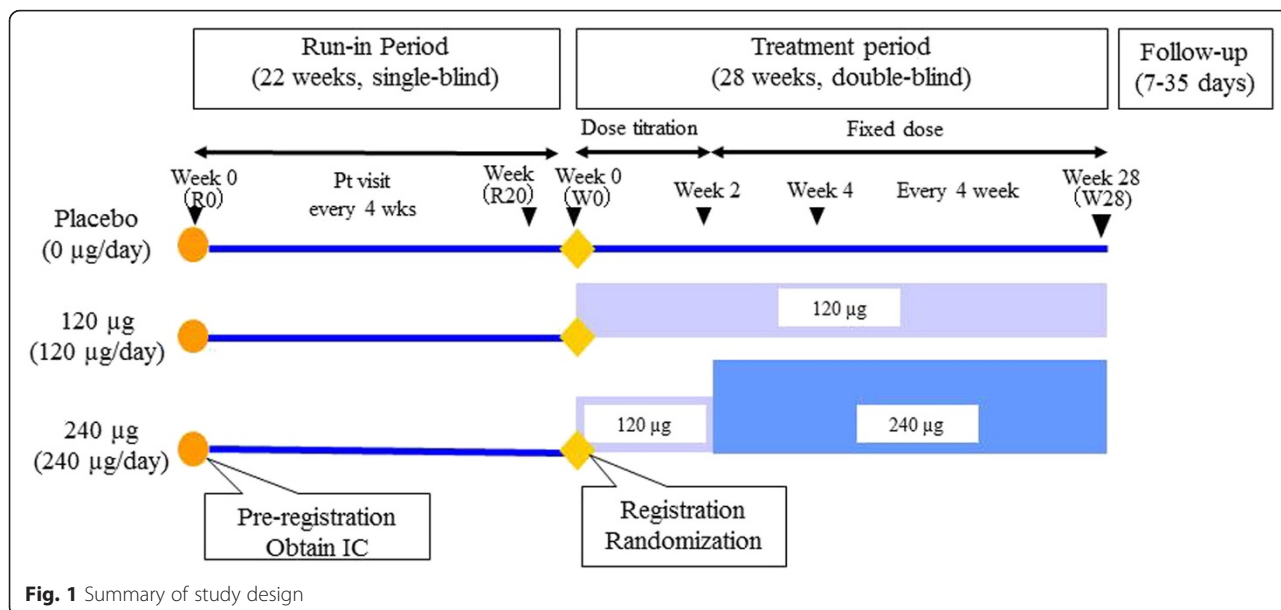 Run-in Period
(22 weeks, single-blind)
Treatment period
(28 weeks, double-blind)
Follow-up
(7-35 days)
Dose titration
Fixed dose
Week 0
(R0)
Pt visit
every 4 wks
Week
(R20)
Week 0
(W0)
Week 2
Week 4
Every 4 week
Week 28
(W28)
Placebo
(0 µg/day)
120 µg
(120 µg/day)
120 µg
240 µg
(240 µg/day)
120 µg
240 µg
Pre-registration
Obtain IC
Registration
Randomization
Fig. 1 Summary of study design